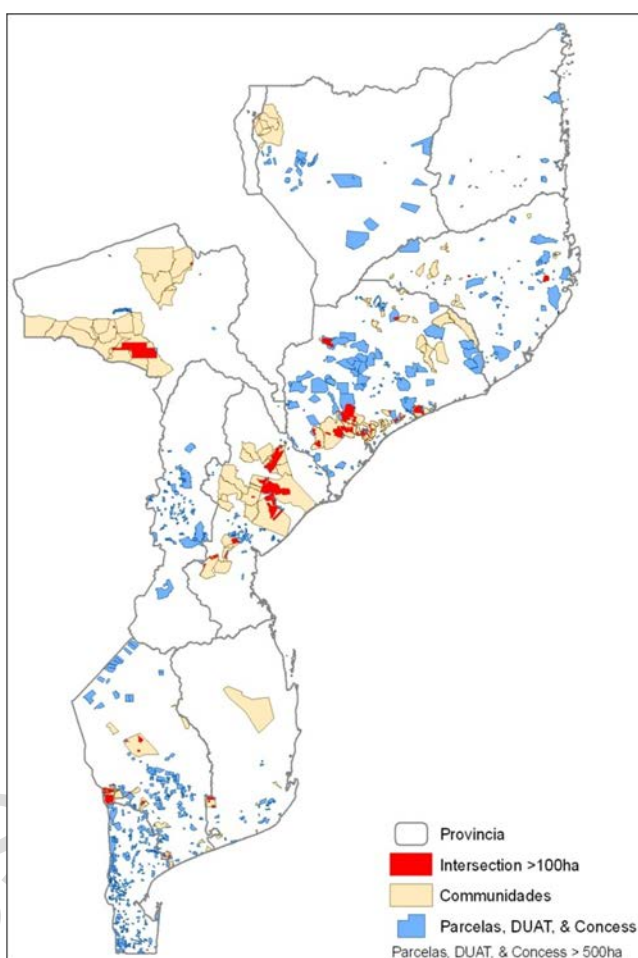 Provincia
Intersection >100ha
Communidades
Parcelas, DUAT, & Concess
Parcelas, DUAT, & Concess > 500ha